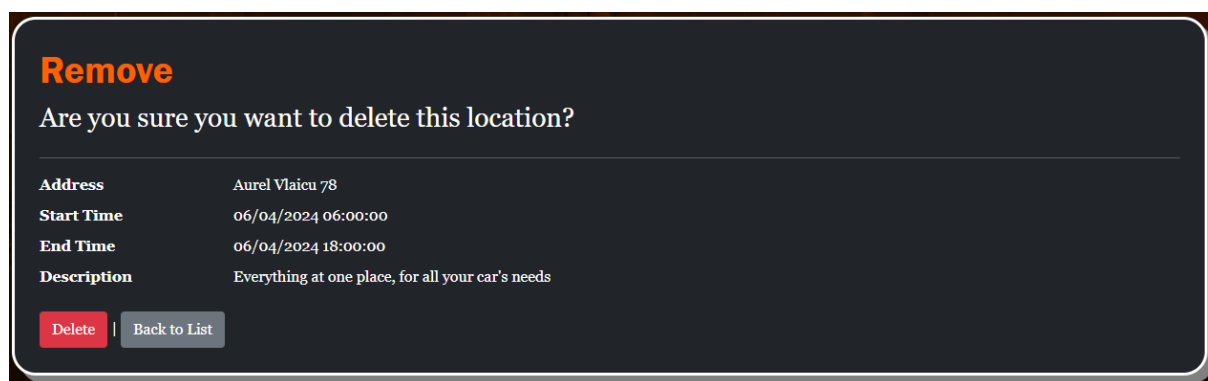 Remove
Are you sure you want to delete this location?
Address Aurel Vlaicu 78
Start Time 06/04/2024 06:00:00
End Time 06/04/2024 18:00:00
Description Everything at one place, for all your car's needs
Delete | Back to List